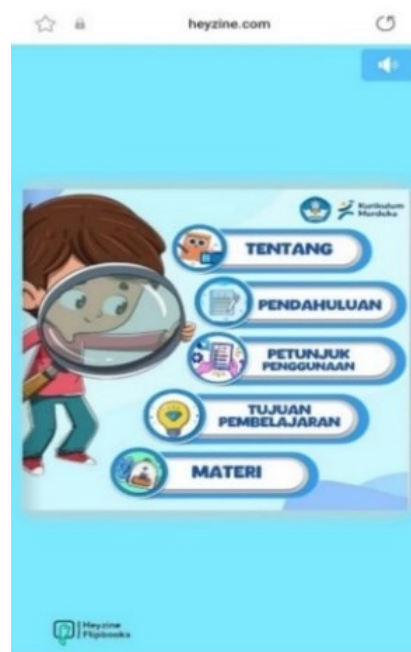 heyzine.com
Kurikulum
Merdeka
TENTANG
PENDAHULUAN
PETUNJUK
PENGGUNAAN
TUJUAN
PEMBELAJARAN
MATERI
Heyzine
Flipbooks